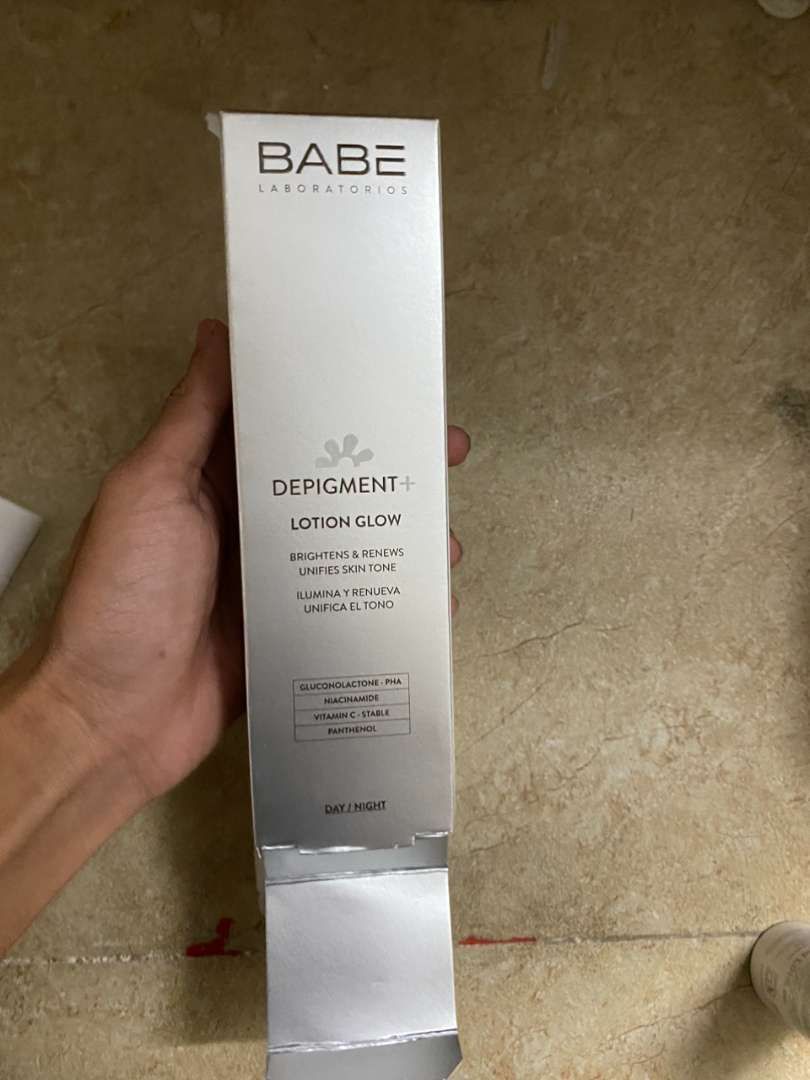 BABE
LABORATORIOS
DEPIGMENT+
LOTION GLOW
BRIGHTENS & RENEWS
UNIFIES SKIN TONE
ILUMINA Y RENUEVA
UNIFICA EL TONO
GLUCONOLACTONE - PHA
NIACINAMIDE
VITAMIN C - STABLE
PANTHENOL
DAY / NIGHT